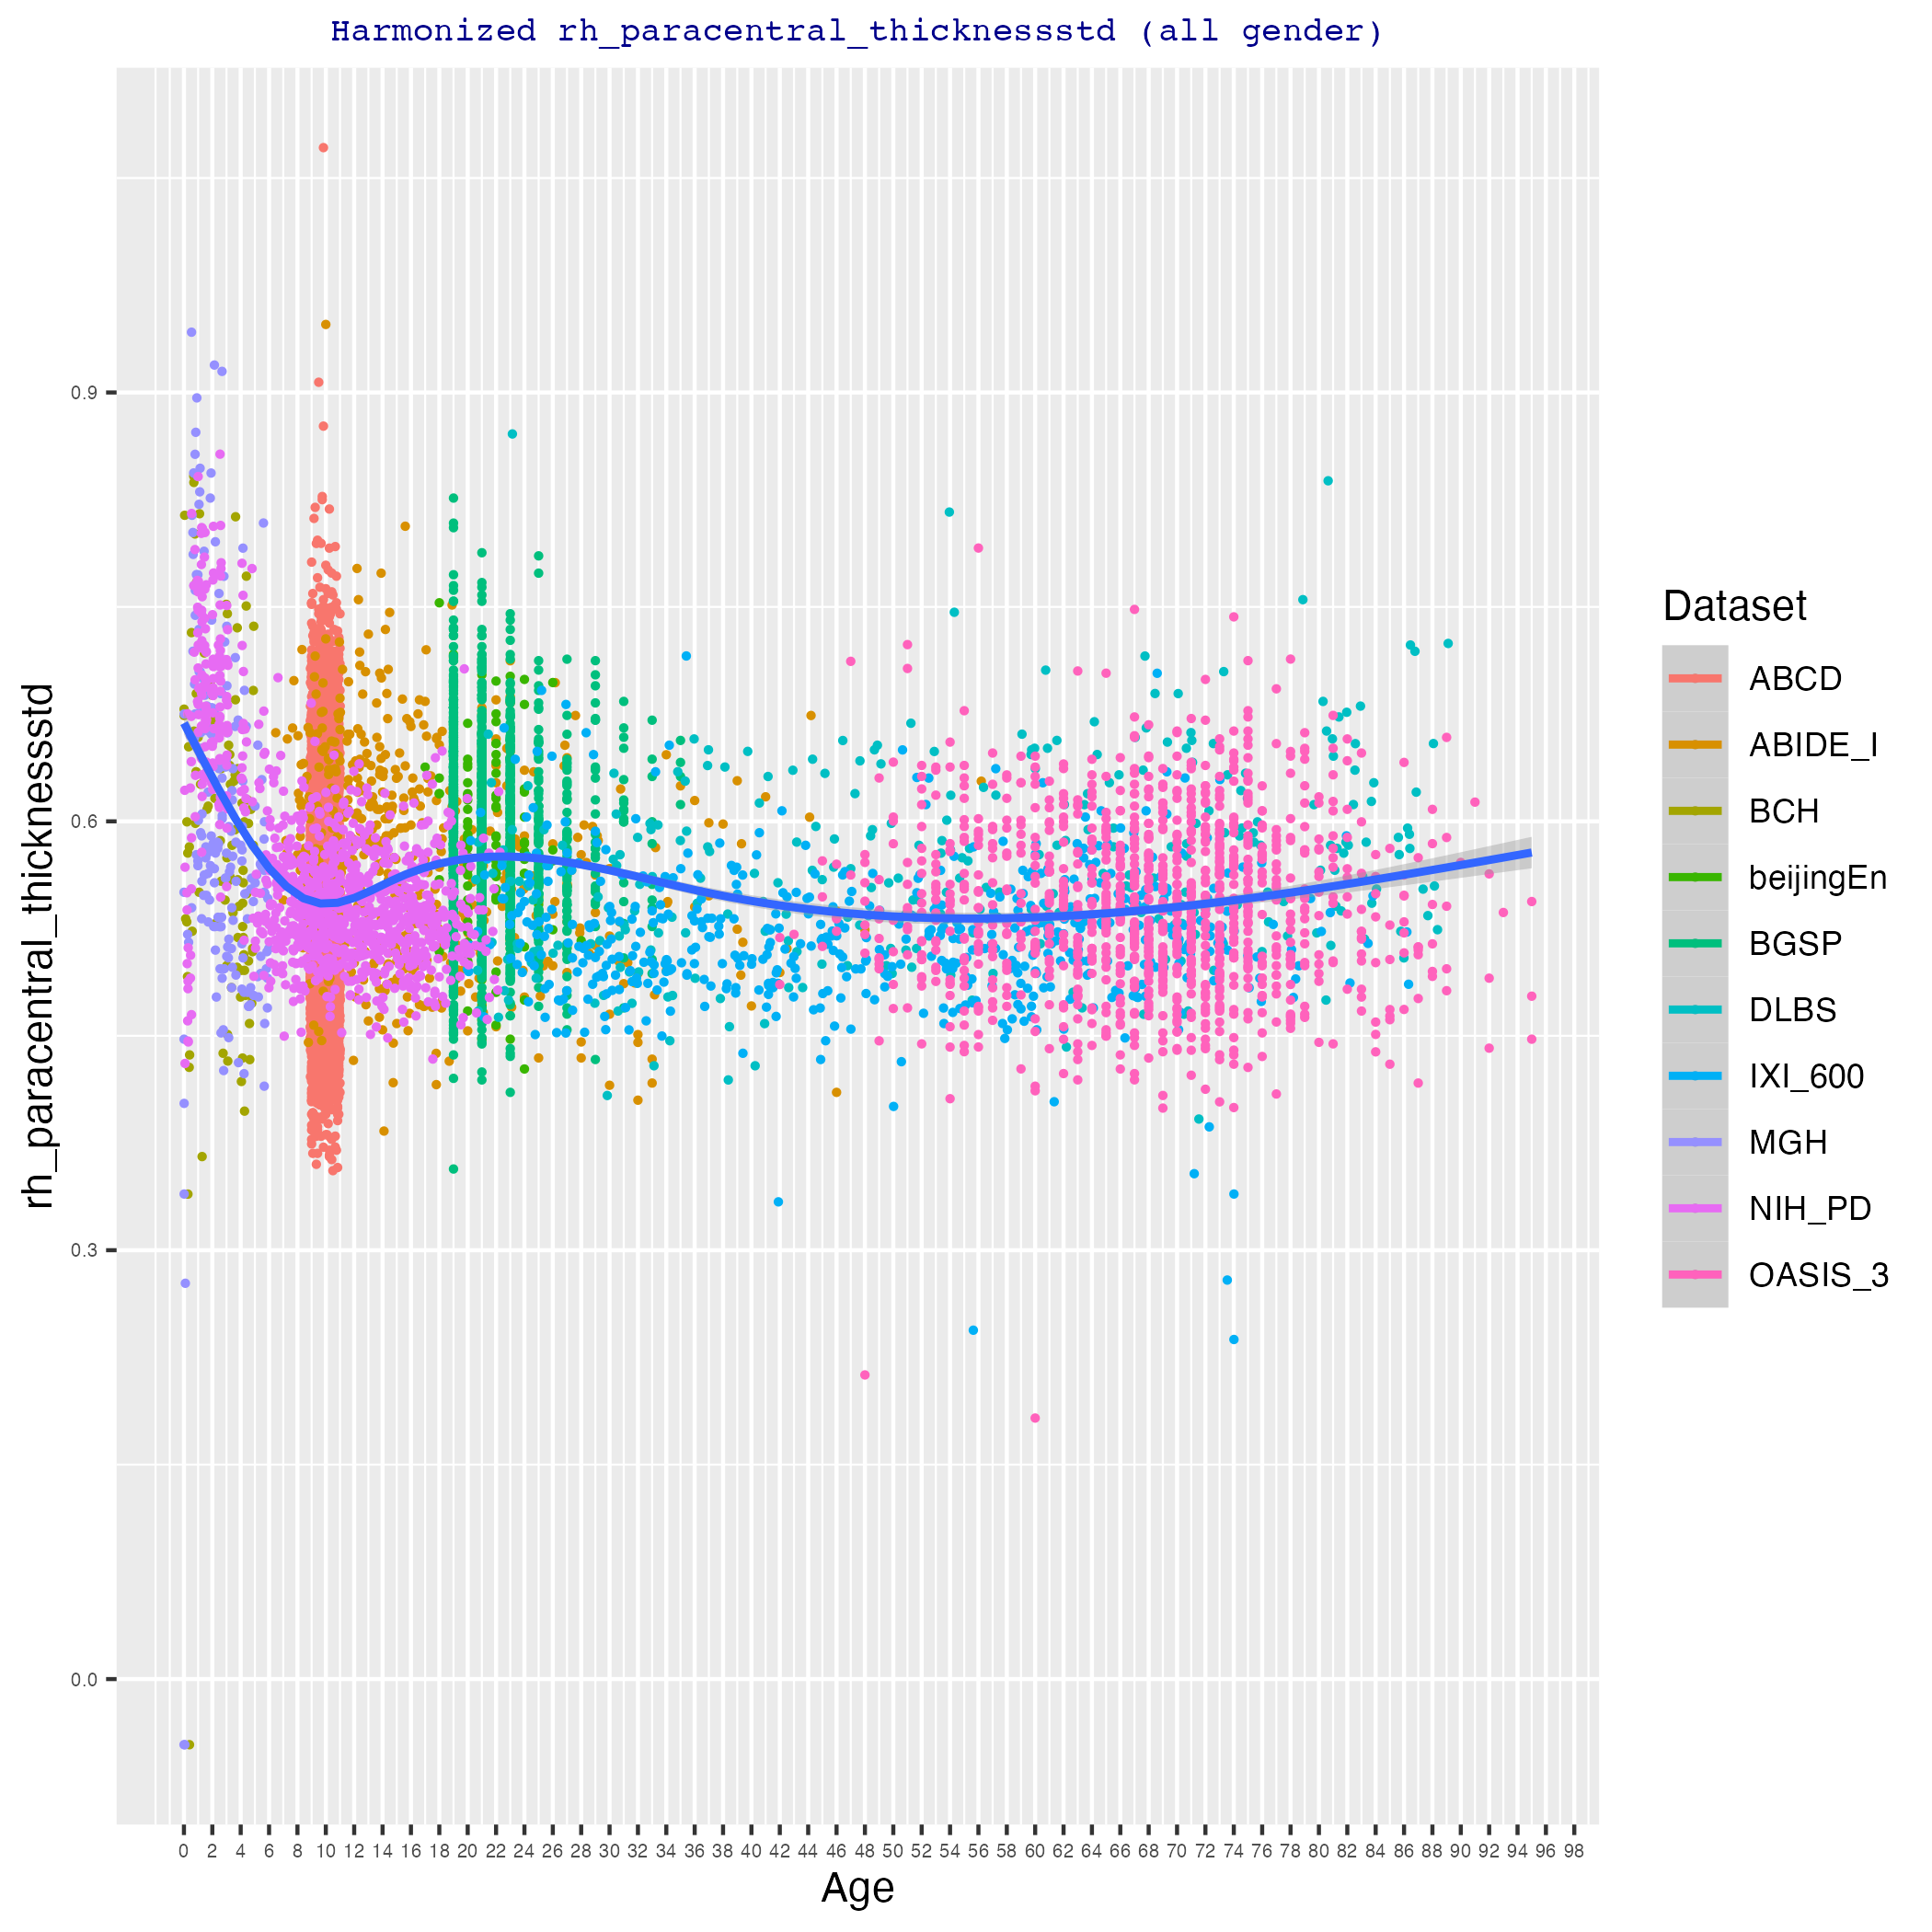 Harmonized rh_paracentral_thicknessstd (all gender)
rh_paracentral_thicknessstd
0.9
0.6
0.3
0.0
0 2 4 6 8 10 12 14 16 18 20 22 24 26 28 30 32 34 36 38 40 42 44 46 48 50 52 54 56 58 60 62 64 66 68 70 72 74 76 78 80 82 84 86 88 90 92 94 96 98
Age
Dataset
ABCD
ABIDE_I
BCH
beijingEn
BGSP
DLBS
IXI_600
MGH
NIH_PD
OASIS_3